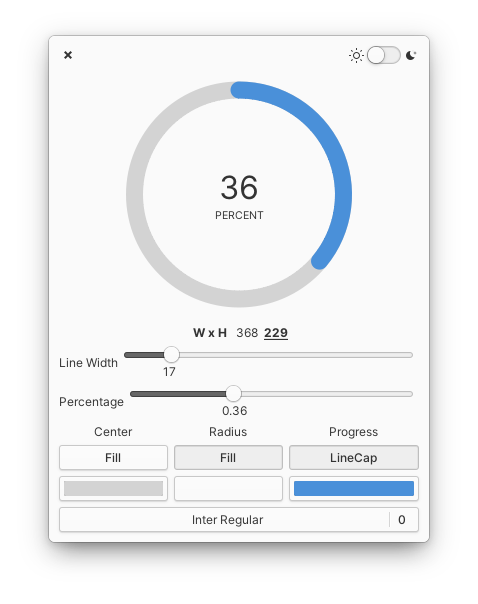 36
PERCENT
W x H 368 229
Line Width
17
Percentage
0.36
Center Radius Progress
Fill Fill LineCap
Inter Regular 0